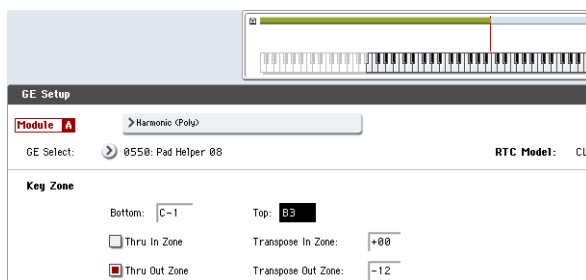 GE Setup
Module A
Harmonic (Poly)
GE Select: 0550: Pad Helper 08 RTC Model: CL
Key Zone
Bottom: C-1 Top: B3
Thru In Zone Transpose In Zone: +00
Thru Out Zone Transpose Out Zone: -12